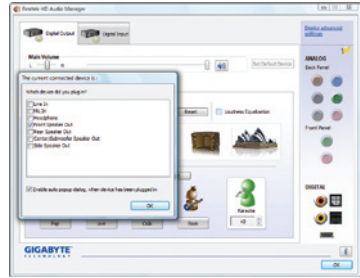 Realtek HD Audio Manager
Digital Output
Digital Input
Device advanced settings
Main Volume
L
R
Set Default Device
ANALOG
Back Panel
The current connected device is :
Which device did you plug in?
Line In
Mic In
Headphone
Front Speaker Out
Rear Speaker Out
Center/Subwoofer Speaker Out
Side Speaker Out
Enable auto popup dialog, when device has been plugged in
OK
Reset
Loudness Equalization
Front Panel
Karaoke
DIGITAL
Pop
Live
Club
Rock
GIGABYTE
TECHNOLOGY
OK